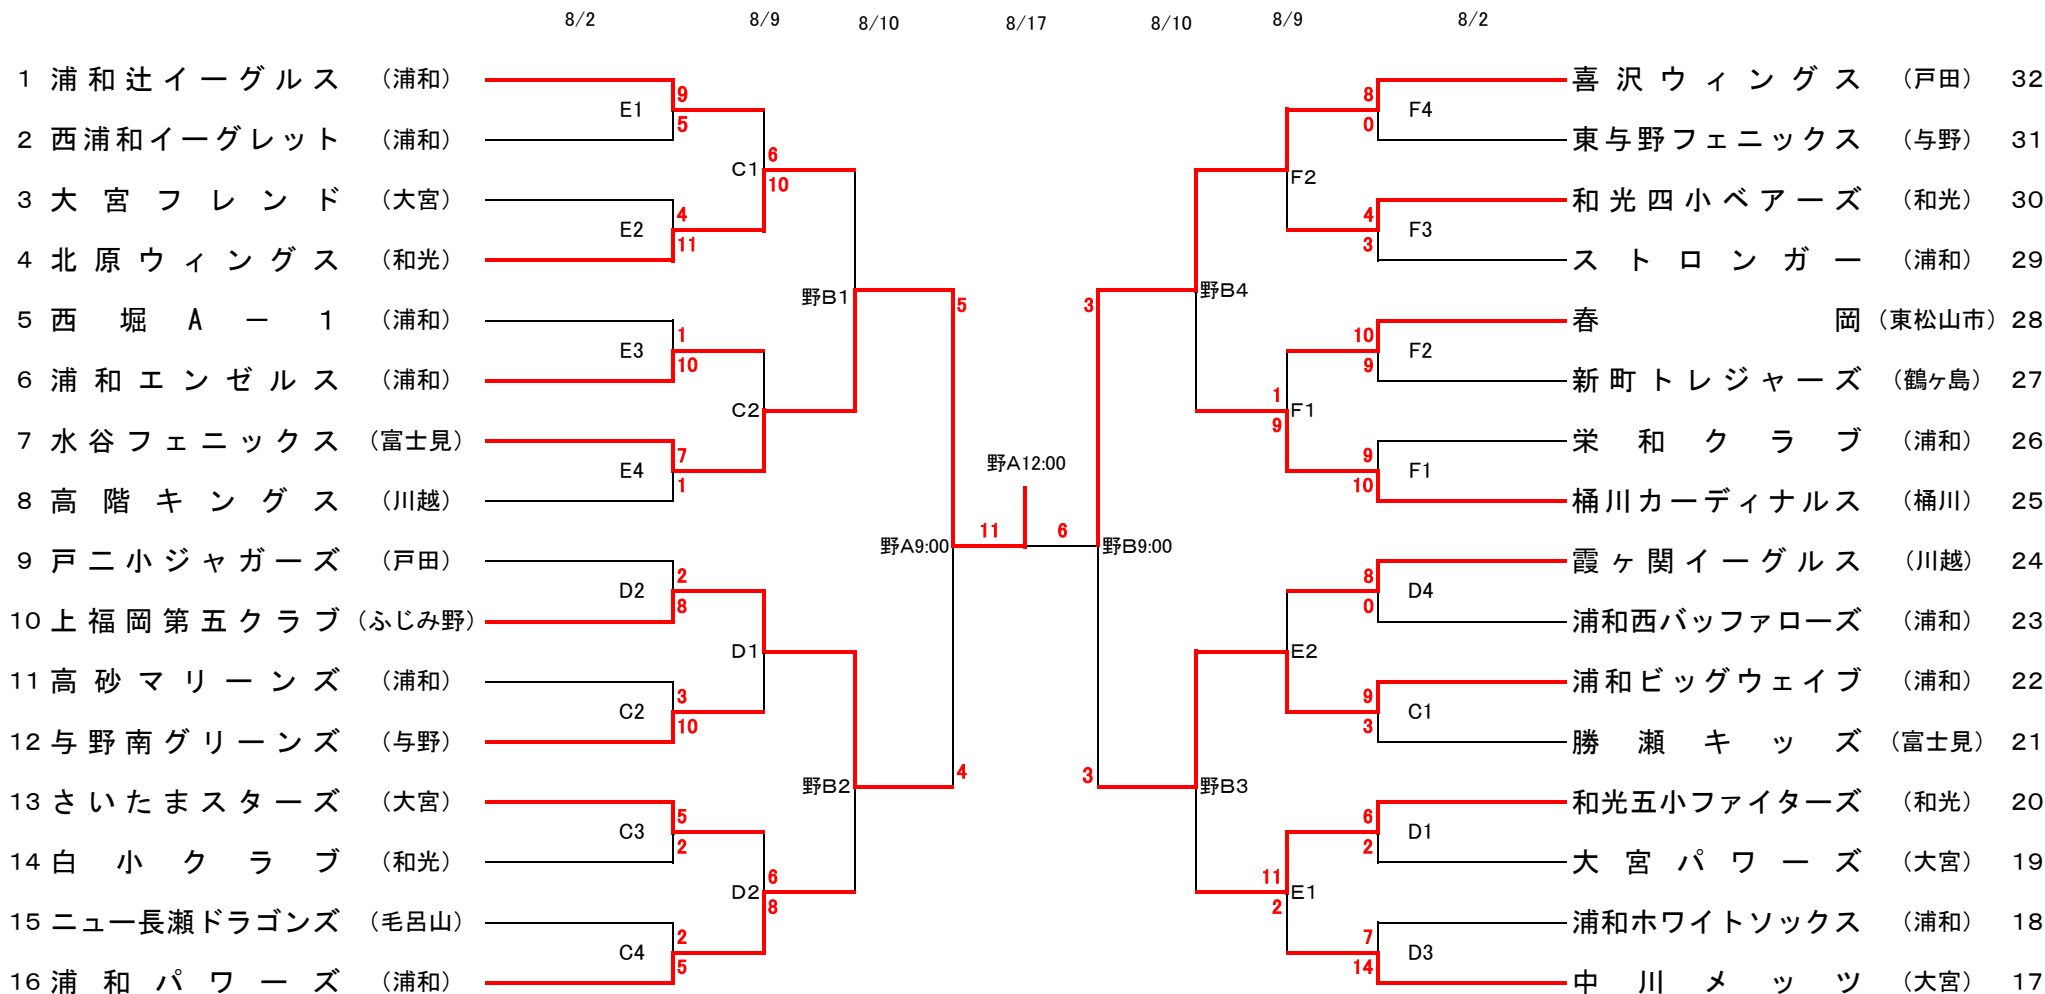 8/2 8/9 8/10 8/17 8/10 8/9 8/2
1 浦和辻イーグルス （浦和） 9 8 喜沢ウィングス （戸田） 32
E1 F4
5 0
2 西浦和イーグレット （浦和） 東与野フェニックス （与野） 31
6
C1 F2
10
3 大宮フレンド （大宮） 和光四小ベアーズ （和光） 30
4 4
E2 F3
11 3
4 北原ウィングス （和光） ストロンガー （浦和） 29
野B1 5 3 野B4
5 西堀A－1 （浦和） 春岡 （東松山市） 28
1 10
E3 F2
10 9
6 浦和エンゼルス （浦和） 新町トレジャーズ （鶴ヶ島） 27
1
C2 F1
9
7 水谷フェニックス （富士見） 栄和クラブ （浦和） 26
7 9
E4 野A12:00 F1
1 10
8 高階キングス （川越） 桶川カーディナルス （桶川） 25
11 6
野A9:00 野B9:00
9 戸二小ジャガーズ （戸田） 霞ヶ関イーグルス （川越） 24
2 8
D2 D4
8 0
10 上福岡第五クラブ （ふじみ野） 浦和西バッファローズ （浦和） 23
D1 E2
11 高砂マリーンズ （浦和） 浦和ビッグウェイブ （浦和） 22
3 9
C2 C1
10 3
12 与野南グリーンズ （与野） 勝瀬キッズ （富士見） 21
4 3
野B2 野B3
13 さいたまスターズ （大宮） 和光五小ファイターズ （和光） 20
5 6
C3 D1
2 2
14 白小クラブ （和光） 大宮パワーズ （大宮） 19
6 11
D2 E1
8 2
15 ニュー長瀬ドラゴンズ （毛呂山） 浦和ホワイトソックス （浦和） 18
2 7
C4 D3
5 14
16 浦和パワーズ （浦和） 中川メッツ （大宮） 17